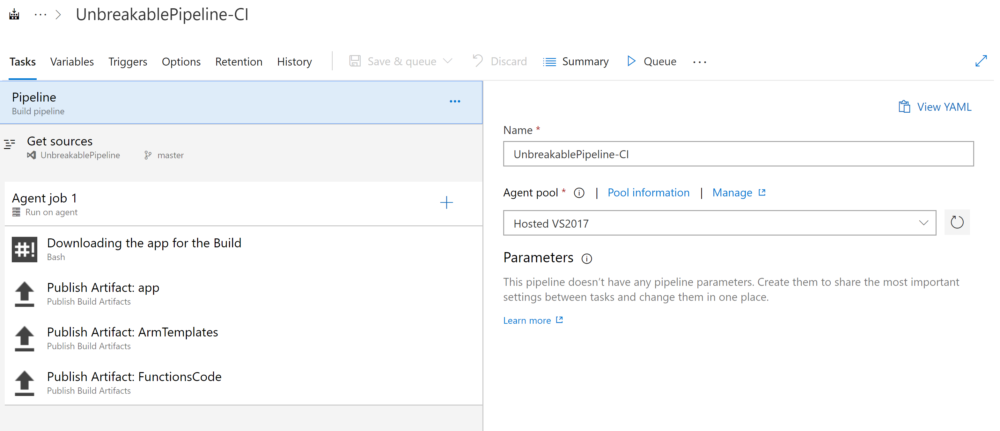 UnbreakablePipeline-CI
Tasks Variables Triggers Options Retention History Save & queue Discard Summary Queue
Pipeline
Build pipeline
View YAML
Name *
UnbreakablePipeline-CI
Get sources
UnbreakablePipeline master
Agent pool * | Pool information | Manage
Hosted VS2017
Agent job 1
Run on agent
#!
Downloading the app for the Build
Bash
Publish Artifact: app
Publish Build Artifacts
Publish Artifact: ArmTemplates
Publish Build Artifacts
Publish Artifact: FunctionsCode
Publish Build Artifacts
Parameters
This pipeline doesn’t have any pipeline parameters. Create them to share the most important
settings between tasks and change them in one place.
Learn more